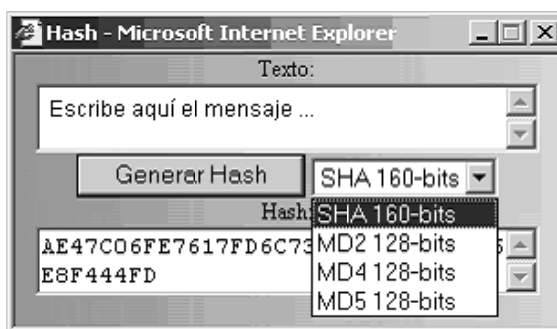 Hash - Microsoft Internet Explorer
Texto:
Escribe aquí el mensaje ...
Generar Hash
SHA 160-bits
Hash
SHA 160-bits
MD2 128-bits
MD4 128-bits
MD5 128-bits
AE47C06FE7617FD6C73
E8F444FD